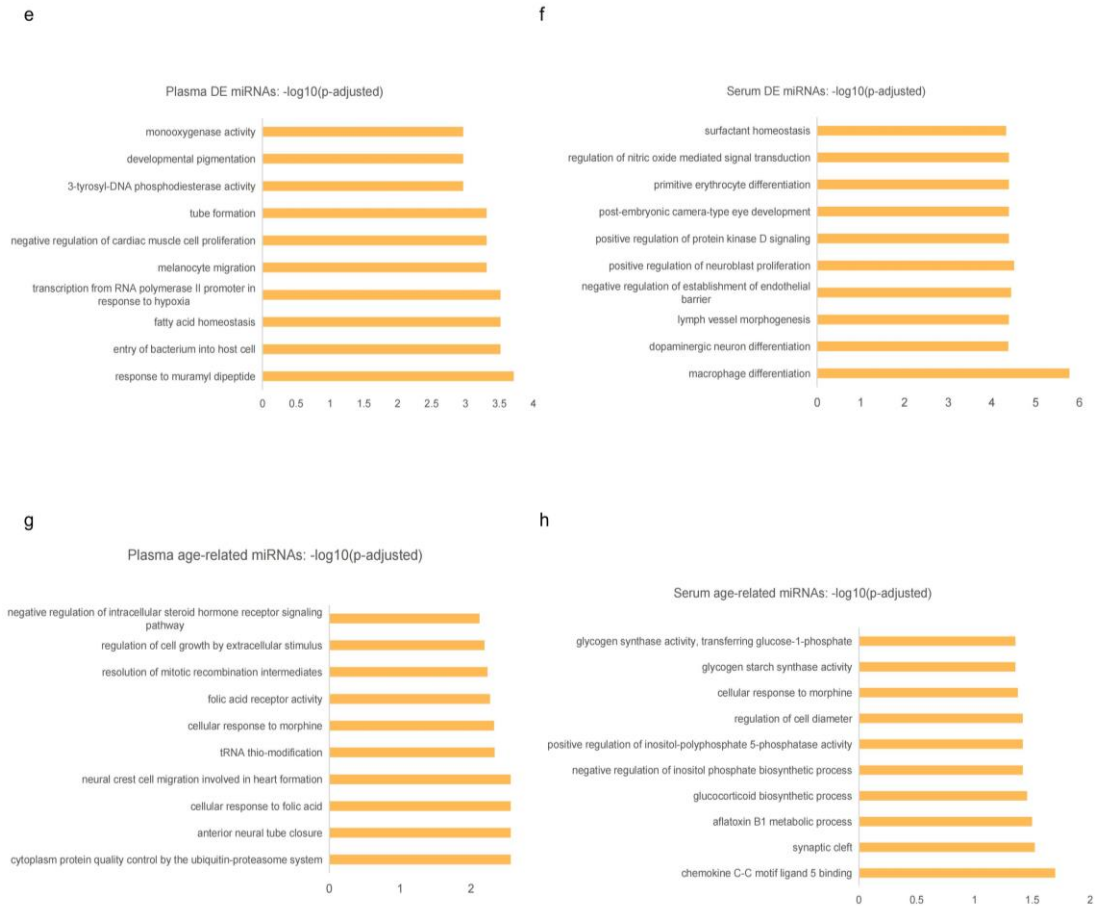 e
Plasma DE miRNAs: -log10(p-adjusted)
monooxygenase activity
developmental pigmentation
3-tyrosyl-DNA phosphodiesterase activity
tube formation
negative regulation of cardiac muscle cell proliferation
melanocyte migration
transcription from RNA polymerase II promoter in
response to hypoxia
fatty acid homeostasis
entry of bacterium into host cell
response to muramyl dipeptide
0 0.5 1 1.5 2 2.5 3 3.5 4
f
Serum DE miRNAs: -log10(p-adjusted)
surfactant homeostasis
regulation of nitric oxide mediated signal transduction
primitive erythrocyte differentiation
post-embryonic camera-type eye development
positive regulation of protein kinase D signaling
positive regulation of neuroblast proliferation
negative regulation of establishment of endothelial
barrier
lymph vessel morphogenesis
dopaminergic neuron differentiation
macrophage differentiation
0 1 2 3 4 5 6
g
Plasma age-related miRNAs: -log10(p-adjusted)
negative regulation of intracellular steroid hormone receptor signaling
pathway
regulation of cell growth by extracellular stimulus
resolution of mitotic recombination intermediates
folic acid receptor activity
cellular response to morphine
tRNA thio-modification
neural crest cell migration involved in heart formation
cellular response to folic acid
anterior neural tube closure
cytoplasm protein quality control by the ubiquitin-proteasome system
0 1 2
h
Serum age-related miRNAs: -log10(p-adjusted)
glycogen synthase activity, transferring glucose-1-phosphate
glycogen starch synthase activity
cellular response to morphine
regulation of cell diameter
positive regulation of inositol-polyphosphate 5-phosphatase activity
negative regulation of inositol phosphate biosynthetic process
glucocorticoid biosynthetic process
aflatoxin B1 metabolic process
synaptic cleft
chemokine C-C motif ligand 5 binding
0 0.5 1 1.5 2